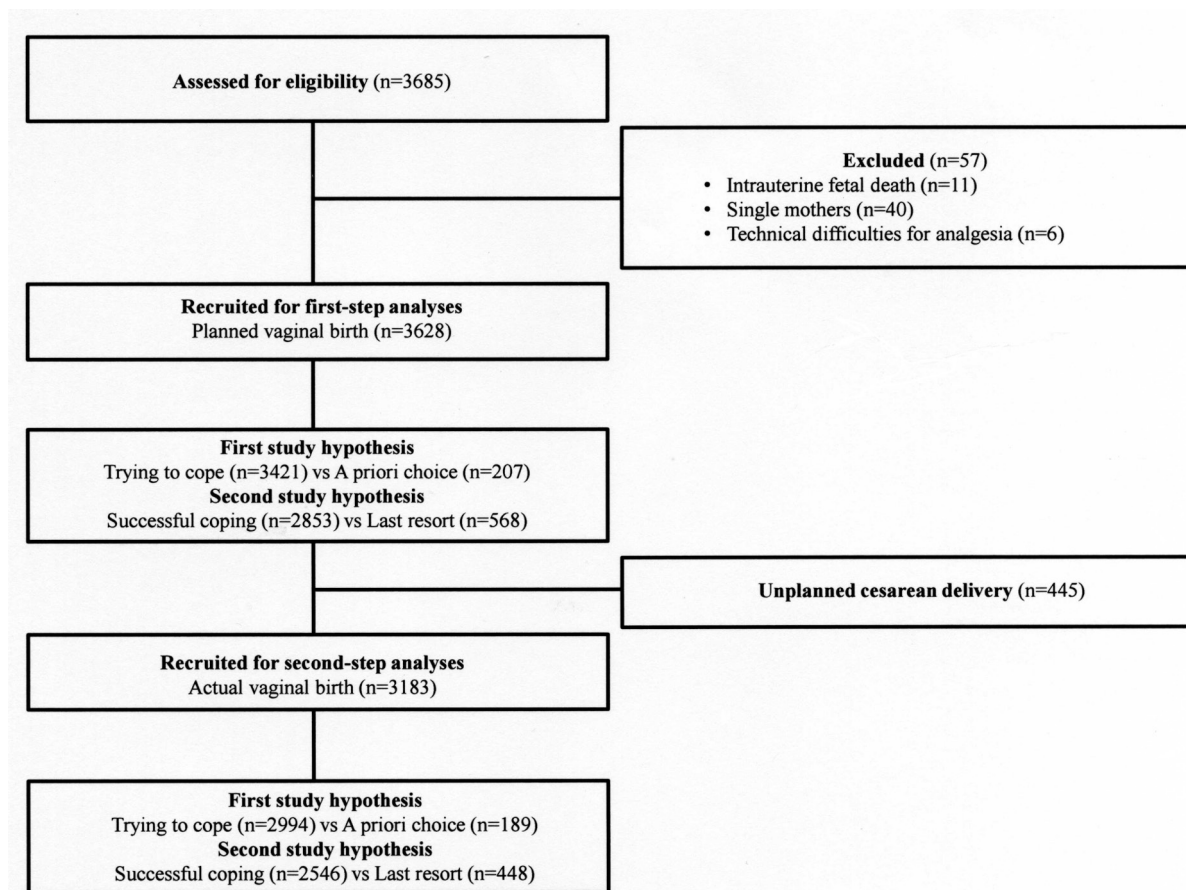 Assessed for eligibility (n=3685)
Excluded (n=57)
• Intrauterine fetal death (n=11)
• Single mothers (n=40)
• Technical difficulties for analgesia (n=6)
Recruited for first-step analyses
Planned vaginal birth (n=3628)
First study hypothesis
Trying to cope (n=3421) vs A priori choice (n=207)
Second study hypothesis
Successful coping (n=2853) vs Last resort (n=568)
Unplanned cesarean delivery (n=445)
Recruited for second-step analyses
Actual vaginal birth (n=3183)
First study hypothesis
Trying to cope (n=2994) vs A priori choice (n=189)
Second study hypothesis
Successful coping (n=2546) vs Last resort (n=448)